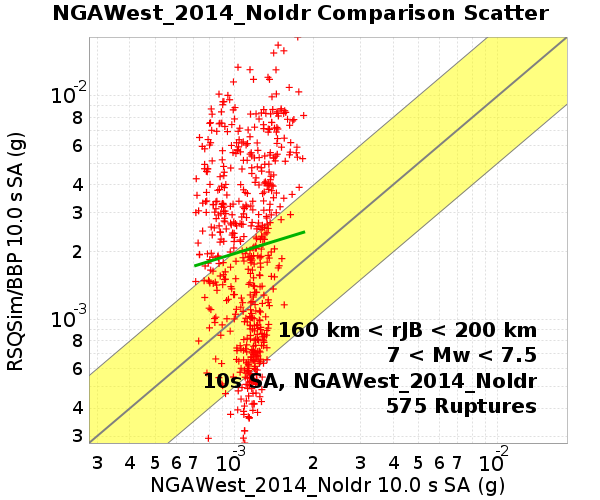 NGAWest_2014_NoIdr Comparison Scatter
RSQSim/BBP 10.0 s SA (g)
10-2
8
6
4
3
2
10-3
8
6
4
3
160 km < rJB < 200 km
7 < Mw < 7.5
10s SA, NGAWest_2014_NoIdr
575 Ruptures
3 4 5 6 7 10-3 2 3 4 5 6 7 10-2
NGAWest_2014_NoIdr 10.0 s SA (g)